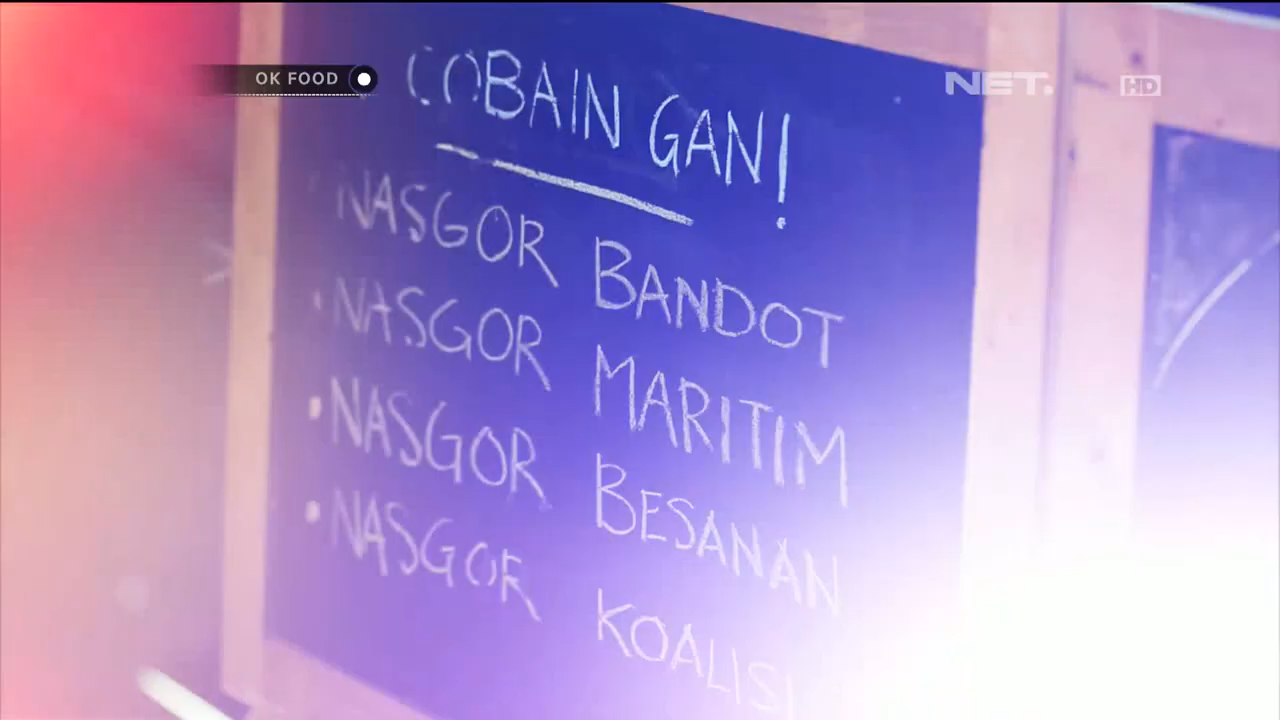 OK FOOD
NET.
HD
COBAIN GAN!
NASGOR BANDOT
• NASGOR MARITIM
• NASGOR BESANAN
• NASGOR KOALISI